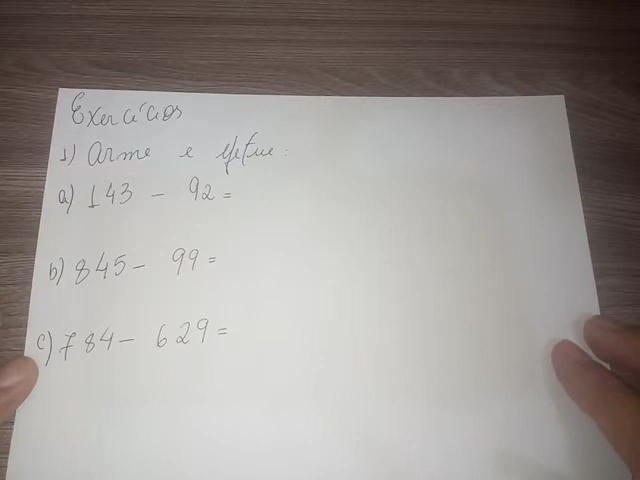 Exercícios
1) Arme e efetue:
a) 143 - 92 =
b) 845 - 99 =
c) 784 - 629 =